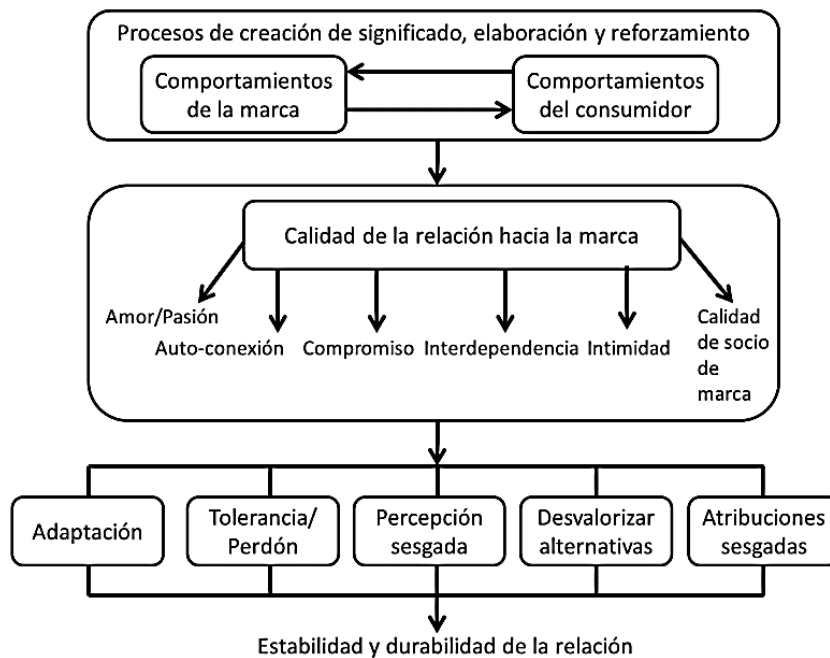 Procesos de creación de significado, elaboración y reforzamiento
Comportamientos
de la marca
Comportamientos
del consumidor
Calidad de la relación hacia la marca
Amor/Pasión
Auto-conexión
Compromiso
Interdependencia
Intimidad
Calidad
de socio
de
marca
Adaptación
Tolerancia/
Perdón
Percepción
sesgada
Desvalorizar
alternativas
Atribuciones
sesgadas
Estabilidad y durabilidad de la relación